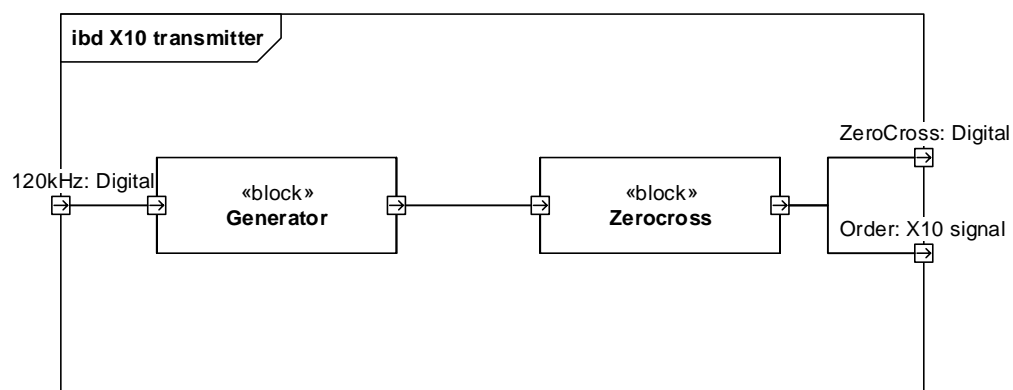 ibd X10 transmitter
ZeroCross: Digital
120kHz: Digital
«block»
Generator
«block»
Zerocross
Order: X10 signal